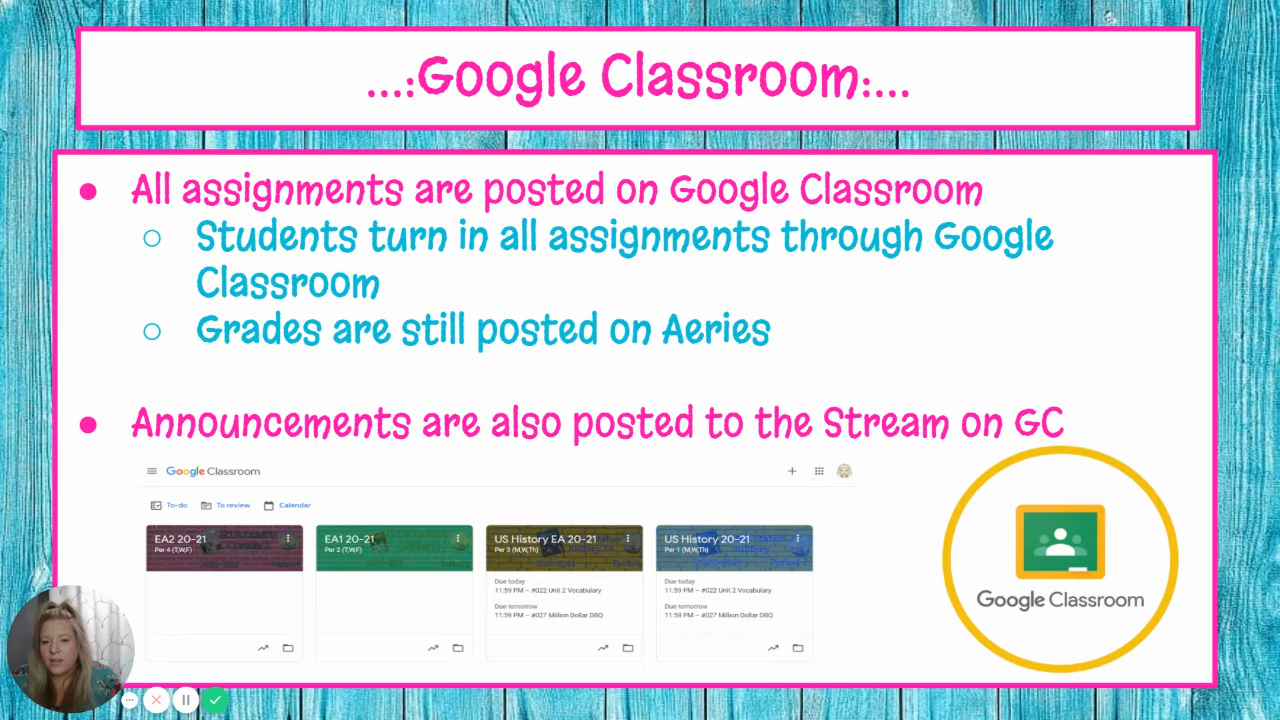 ...:Google Classroom:...
● All assignments are posted on Google Classroom
○ Students turn in all assignments through Google
Classroom
○ Grades are still posted on Aeries
● Announcements are also posted to the Stream on GC
Google Classroom
To-do To review Calendar
EA2 20-21
Per 4 (T,W,F)
EA1 20-21
Per 2 (T,W,F)
US History EA 20-21
Per 3 (M,W,Th)
Due today
11:59 PM – #022 Unit 2 Vocabulary
Due tomorrow
11:59 PM – #027 Million Dollar DBQ
US History 20-21
Per 1 (M,W,Th)
Due today
11:59 PM – #022 Unit 2 Vocabulary
Due tomorrow
11:59 PM – #027 Million Dollar DBQ
Google Classroom